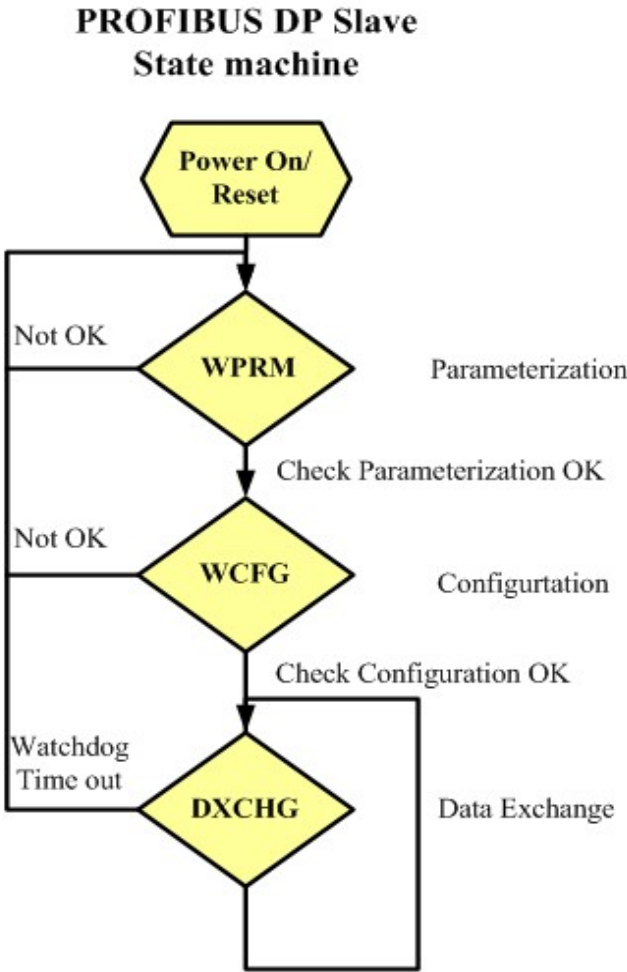 PROFIBUS DP Slave
State machine
Power On/
Reset
Not OK
WPRM
Parameterization
Check Parameterization OK
Not OK
WCFG
Configurtation
Check Configuration OK
Watchdog
Time out
DXCHG
Data Exchange